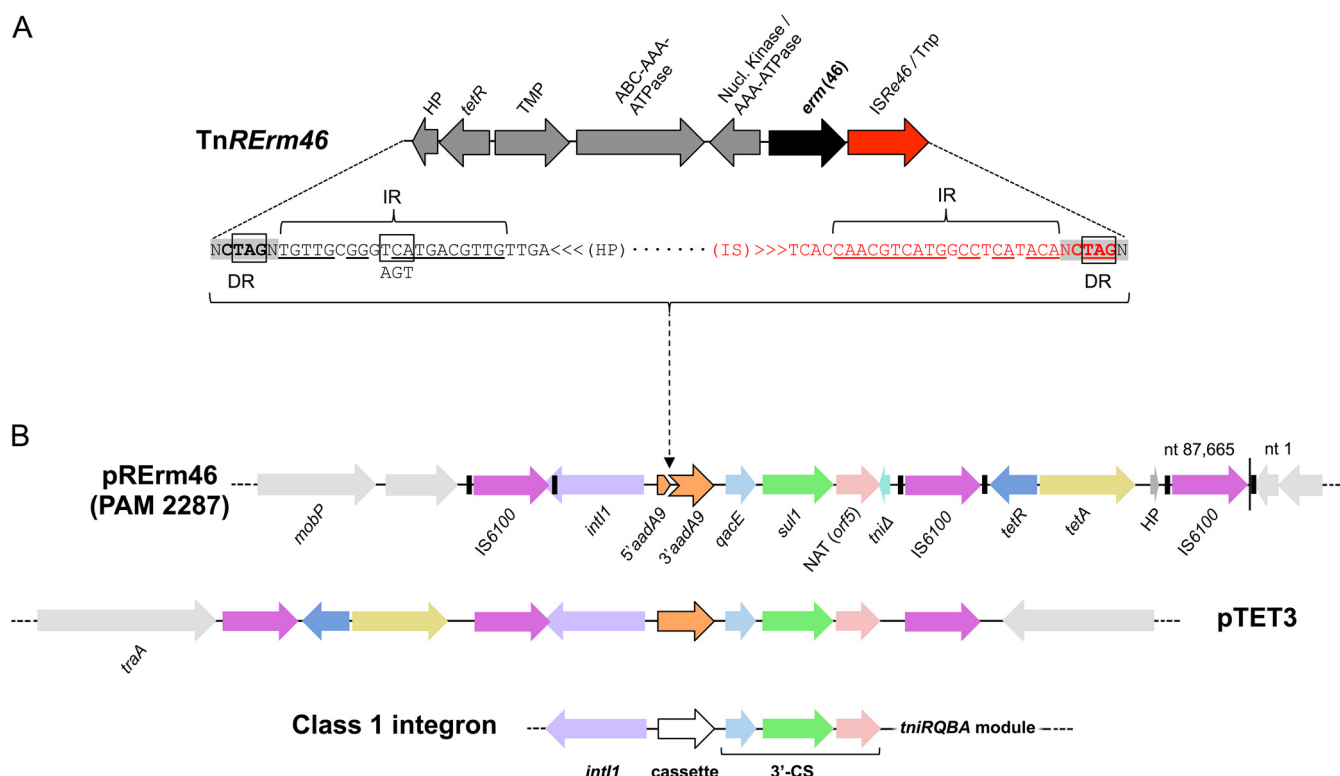 A
HP
tetR
TMP
ABC-AAA-
ATPase
Nucl. Kinase /
AAA-ATPase
erm(46)
ISRe46 / Tnp
TnRErm46
IR
IR
NCTAGNTGTTGCGGGTCATGACGTTGTTGA<<<(HP)·······(IS)>>>TCACCAACGTCATGGCCTCATACANCTAGN
DR
AGT
DR
B
pRErm46
(PAM 2287)
nt 87,665
nt 1
mobP
IS6100
intI1
5'aadA9
3'aadA9
qacE
sul1
NAT (orf5)
tniΔ
IS6100
tetR
tetA
HP
IS6100
pTET3
traA
Class 1 integron
tniRQBA module
intI1
cassette
3'-CS